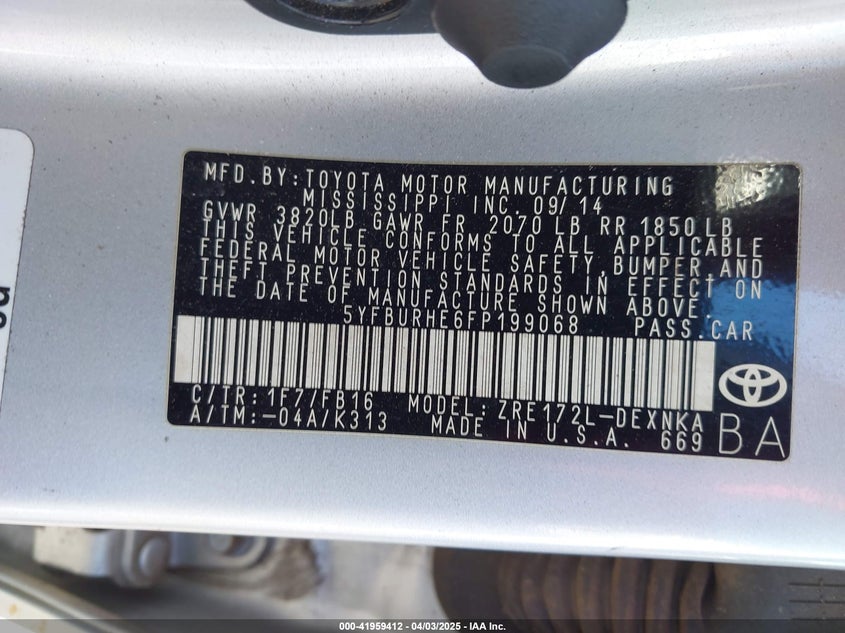 MFD.BY:TOYOTA MOTOR MANUFACTURING
MISSISSIPPI INC. 09/14
GVWR 3820LB GAWR FR 2070 LB RR 1850 LB
THIS VEHICLE CONFORMS TO ALL APPLICABLE
FEDERAL MOTOR VEHICLE SAFETY,BUMPER,AND
THEFT PREVENTION STANDARDS IN EFFECT ON
THE DATE OF MANUFACTURE SHOWN ABOVE.
5YFBURHE6FP199068 PASS.CAR
C/TR:1F7/FB16 MODEL:ZRE172L-DEXNKA
A/TM:-04A/K313 MADE IN U.S.A. 669
BA
000-41959412 - 04/03/2025 - IAA Inc.